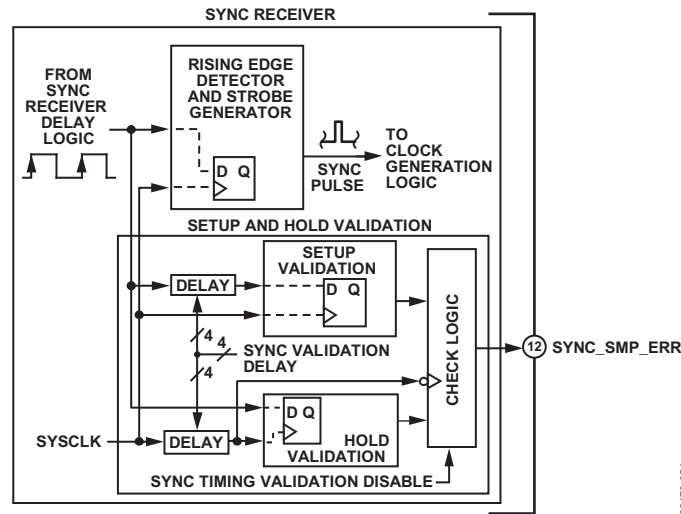 SYNC RECEIVER
FROM
SYNC
RECEIVER
DELAY
LOGIC
RISING EDGE
DETECTOR
AND STROBE
GENERATOR
D Q
SYNC
PULSE
TO
CLOCK
GENERATION
LOGIC
SETUP AND HOLD VALIDATION
DELAY
SETUP
VALIDATION
D Q
4
4
4
SYNC VALIDATION
DELAY
CHECK LOGIC
12 SYNC_SMP_ERR
SYSCLK
DELAY
D Q
HOLD
VALIDATION
SYNC TIMING VALIDATION DISABLE